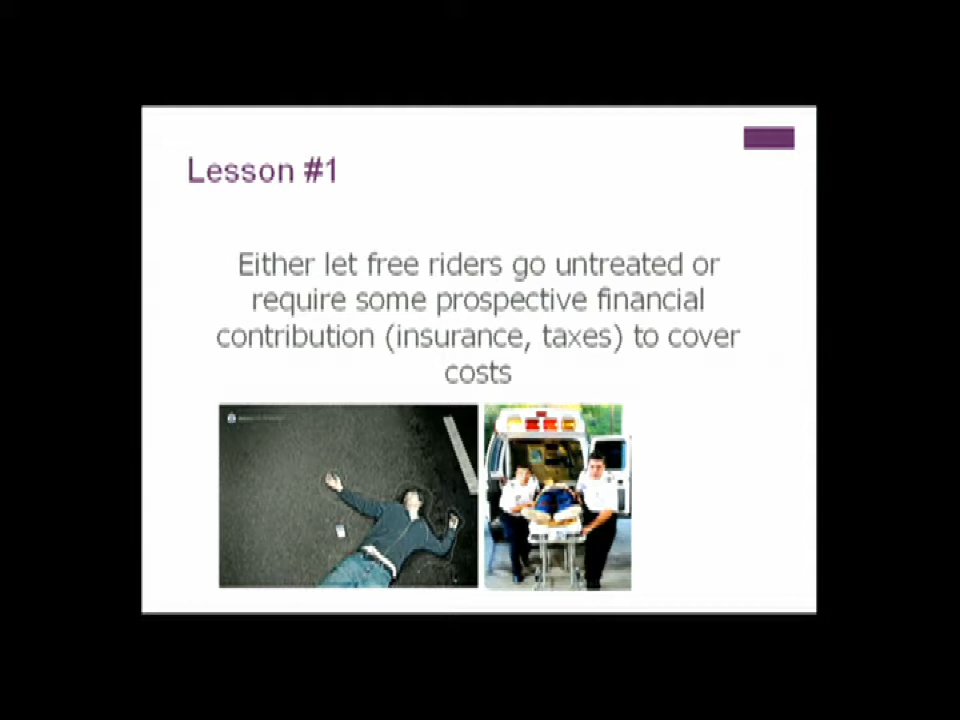 Lesson #1
Either let free riders go untreated or
require some prospective financial
contribution (insurance, taxes) to cover
costs